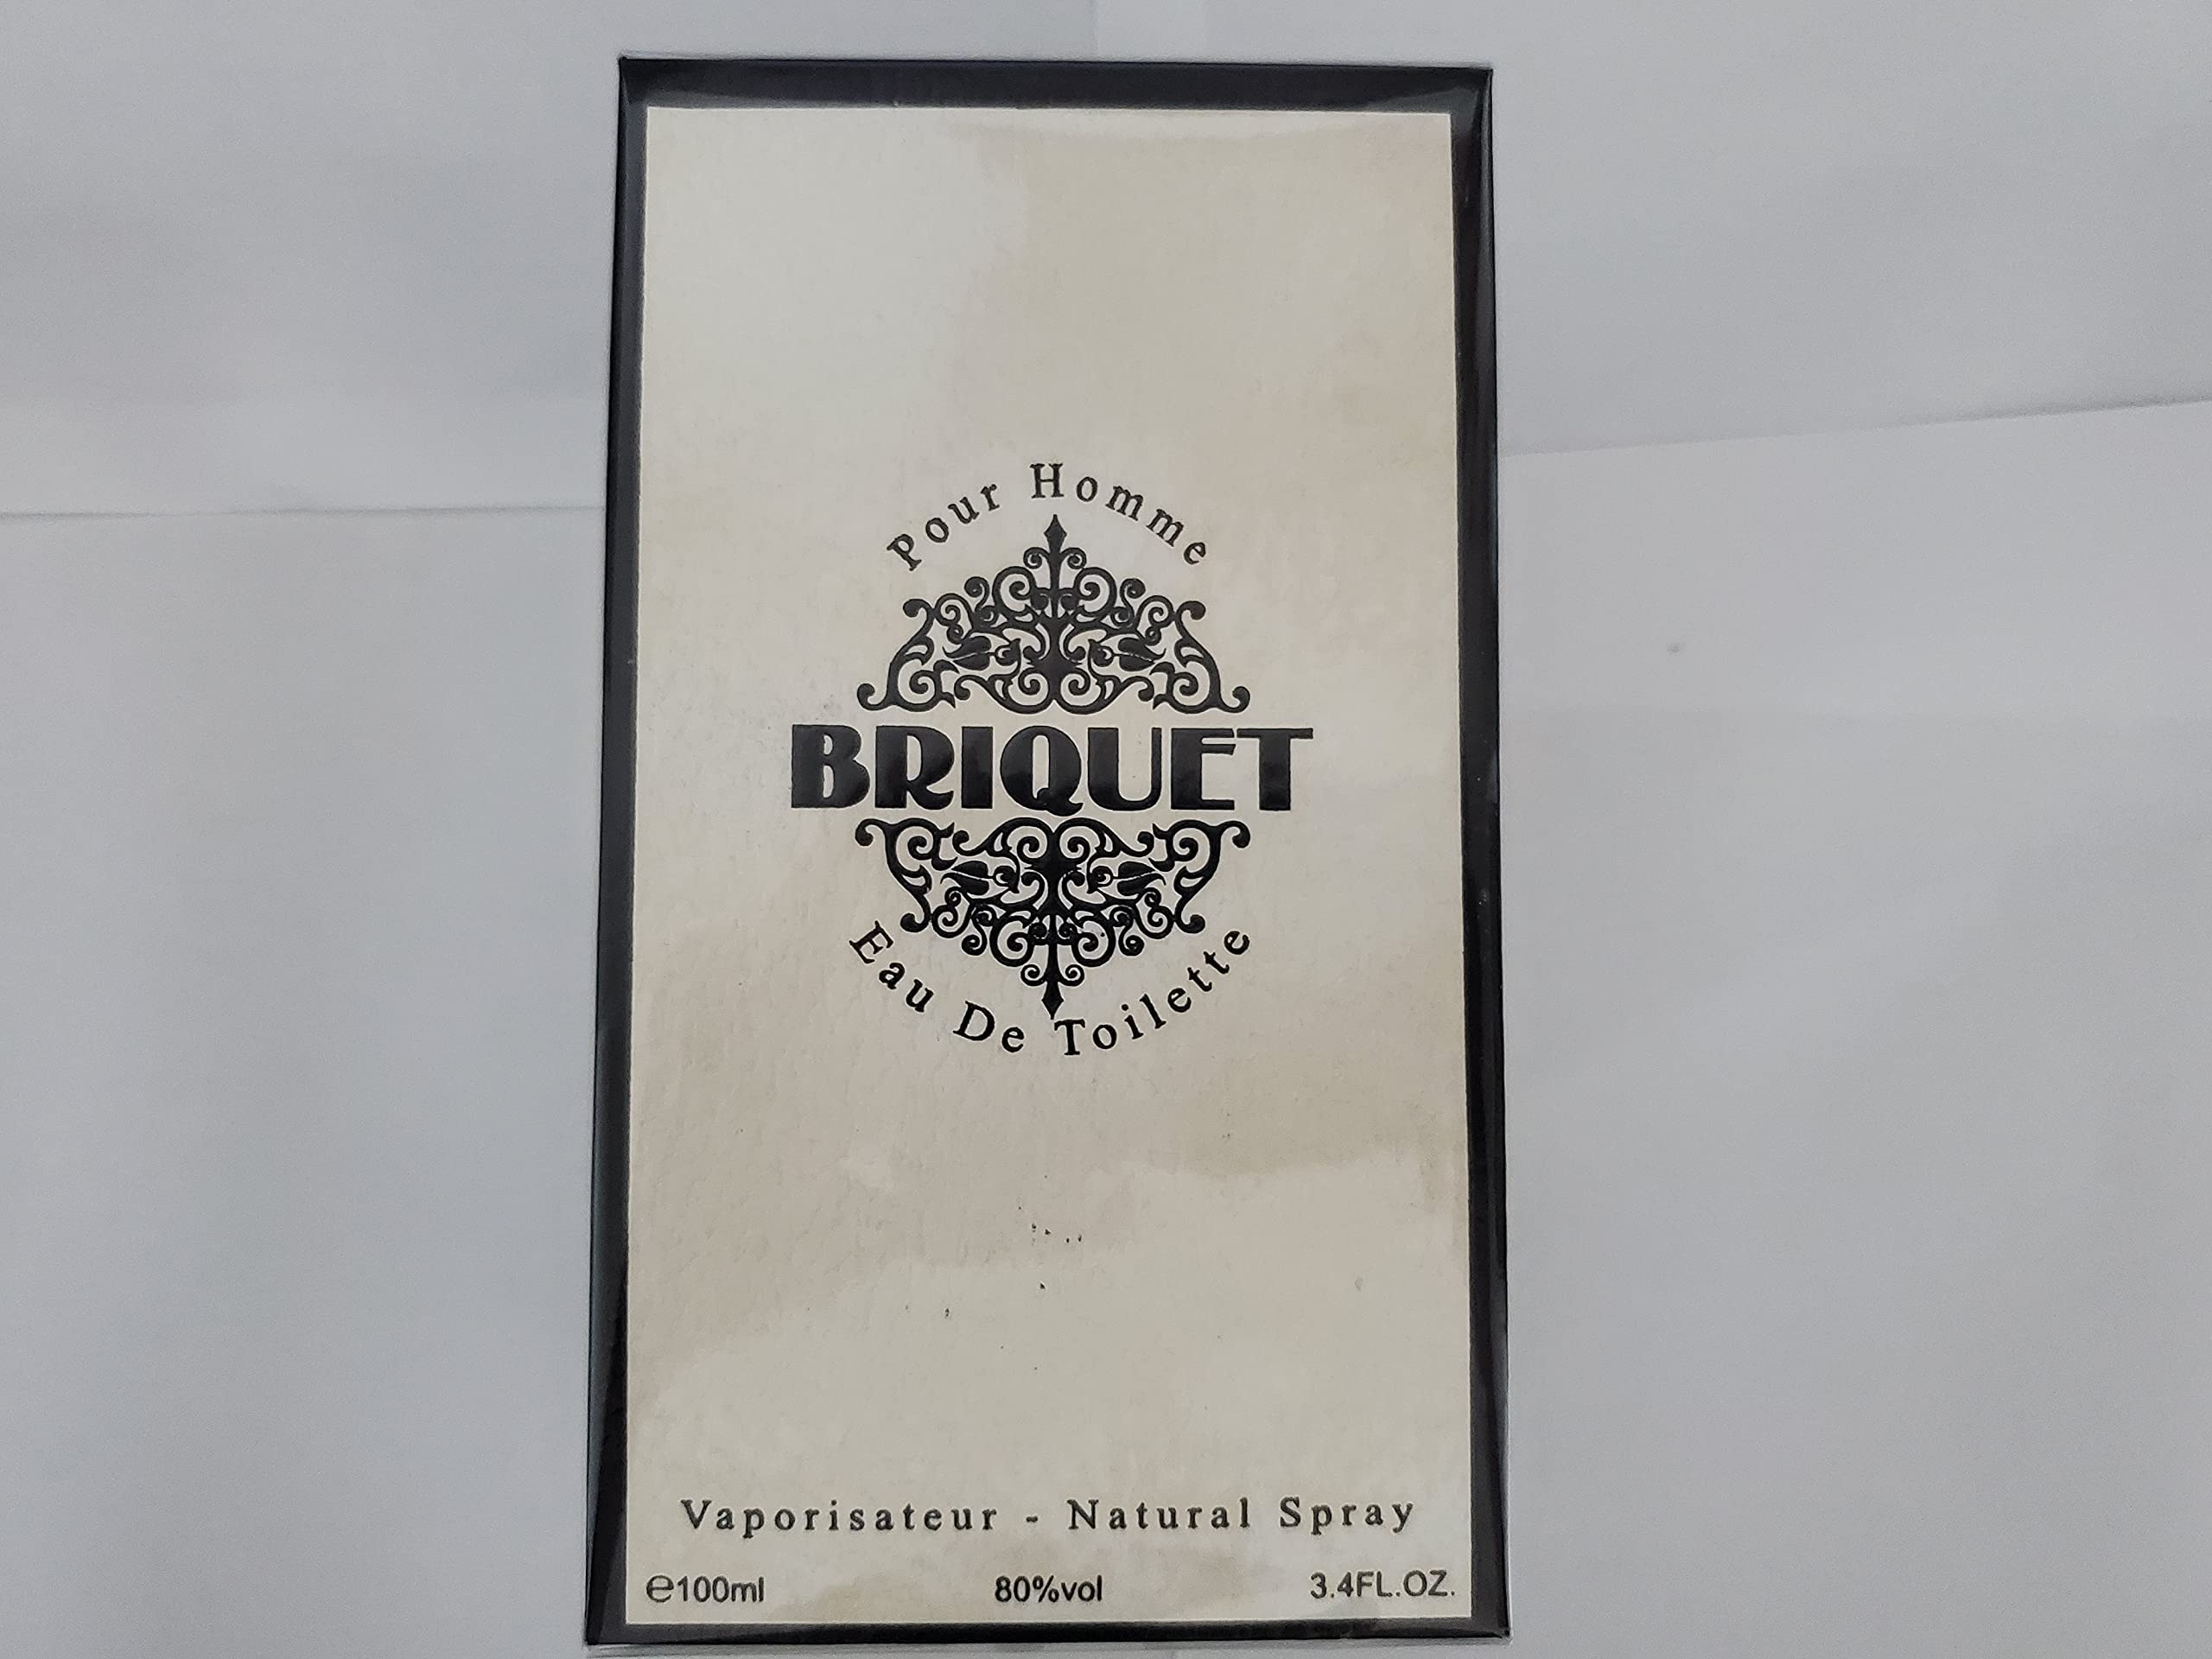 Pour Homme
BRIQUET
Eau De Toilette
Vaporisateur - Natural Spray
℮100ml 80%vol 3.4FL.OZ.